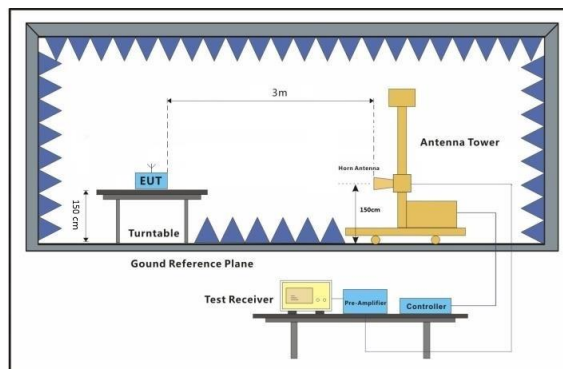 3m
Antenna Tower
Horn Antenna
EUT
150 cm
150cm
Turntable
Gound Reference Plane
Test Receiver
Pre-Amplifier
Controller